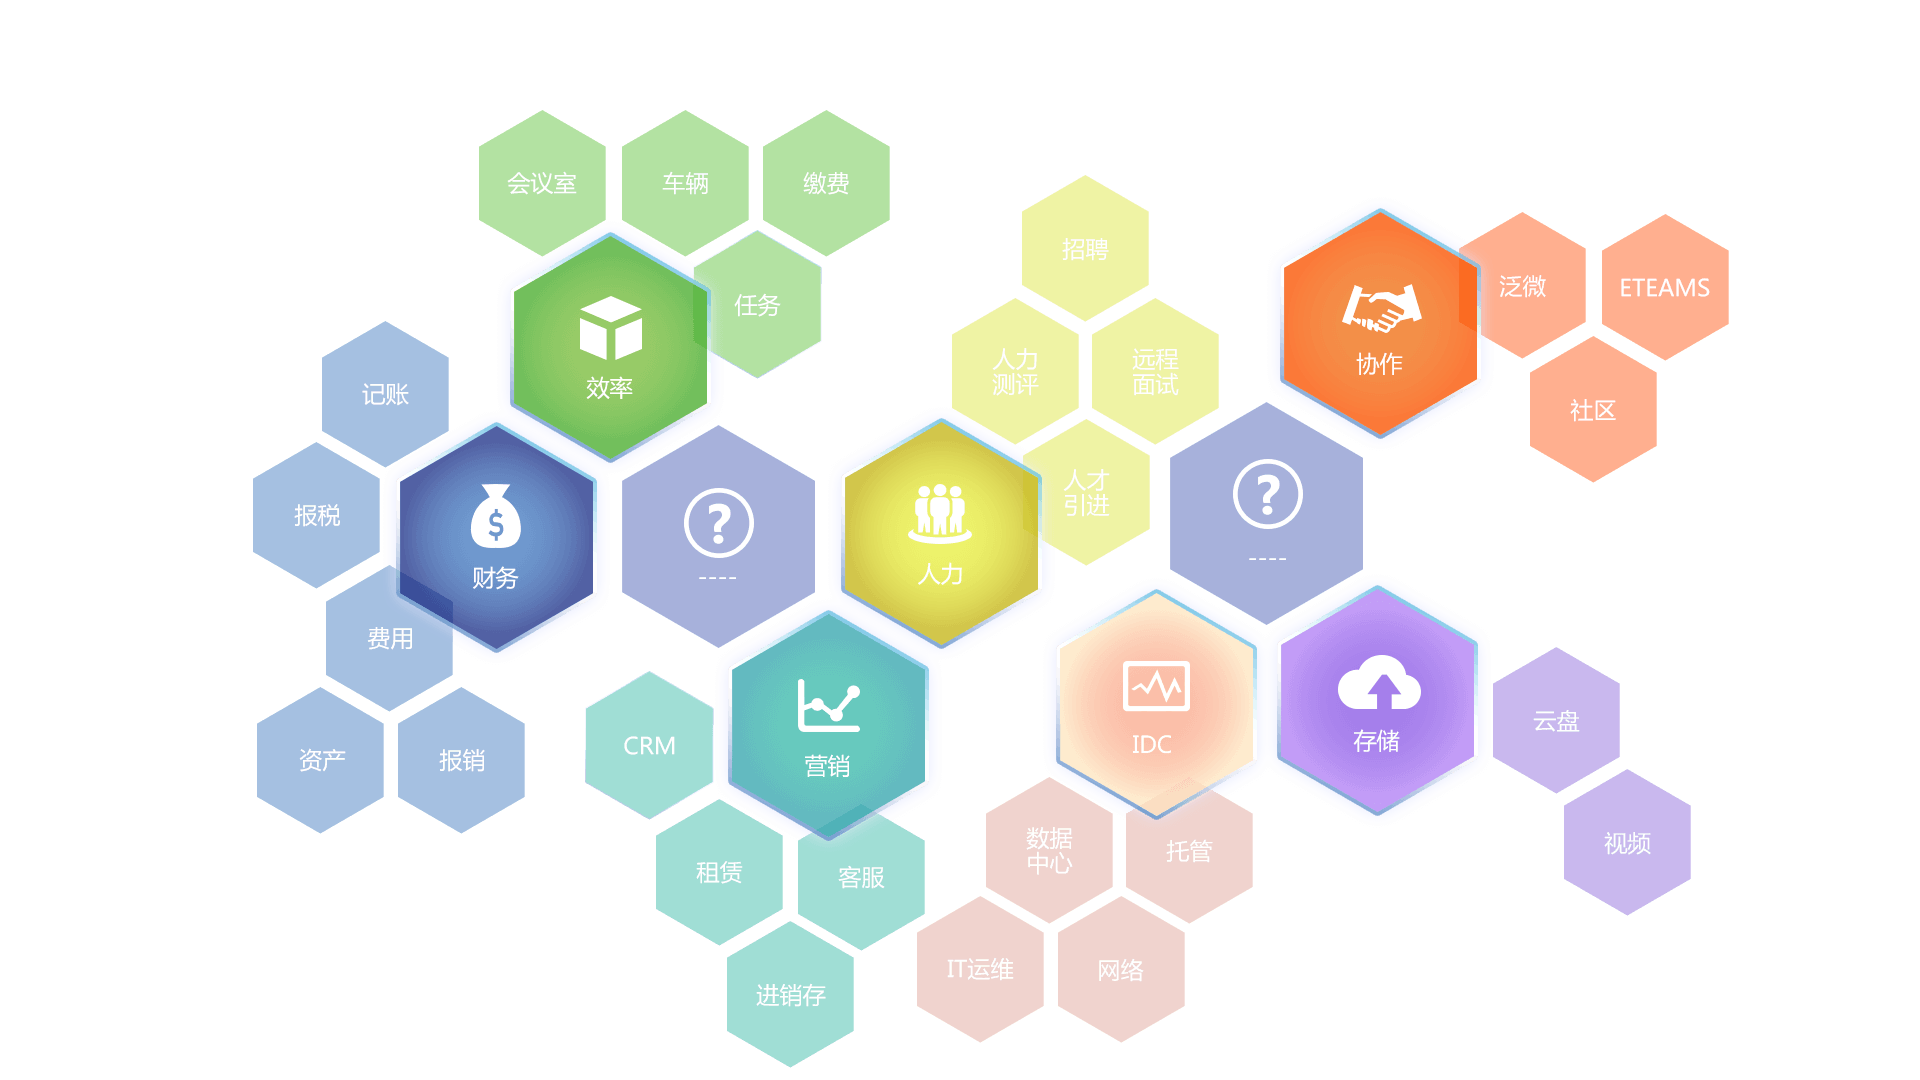 会议室
车辆
缴费
任务
效率
记账
报税
财务
费用
资产
报销
?
----
招聘
人力
测评
远程
面试
人才
引进
人力
协作
泛微
ETEAMS
社区
?
----
CRM
营销
租赁
客服
进销存
IDC
数据
中心
托管
IT运维
网络
存储
云盘
视频